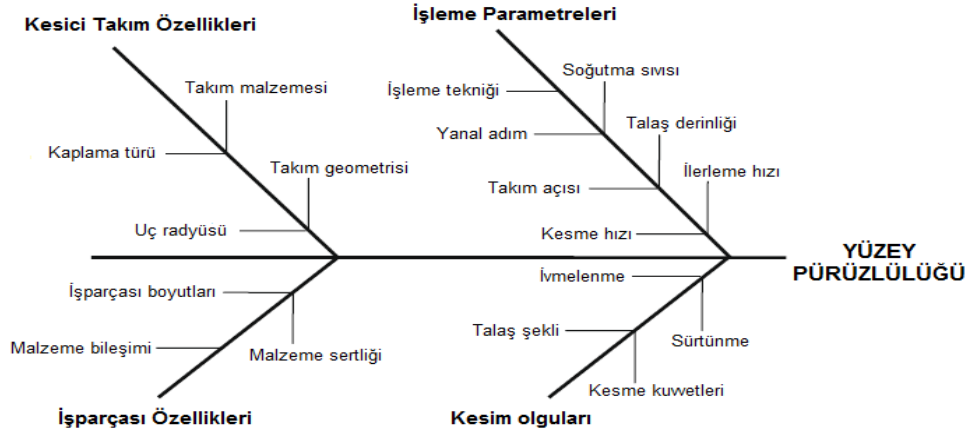 Kesici Takım Özellikleri
İşleme Parametreleri
Takım malzemesi
Kaplama türü
Takım geometrisi
Uç radyüsü
Soğutma sıvısı
İşleme tekniği
Yanal adım
Talaş derinliği
Takım açısı
İlerleme hızı
Kesme hızı
YÜZEY
PÜRÜZLÜLÜĞÜ
İşparçası boyutları
Malzeme bileşimi
Malzeme sertliği
İvmelenme
Talaş şekli
Sürtünme
Kesme kuvvetleri
İşparçası Özellikleri
Kesim olguları